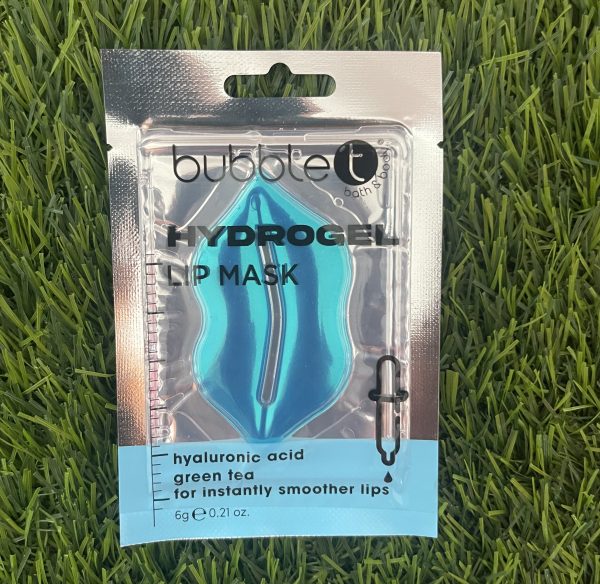 bubble t
bath & body®
HYDROGEL
LIP MASK
hyaluronic acid
green tea
for instantly smoother lips
6g ℮ 0.21 oz.